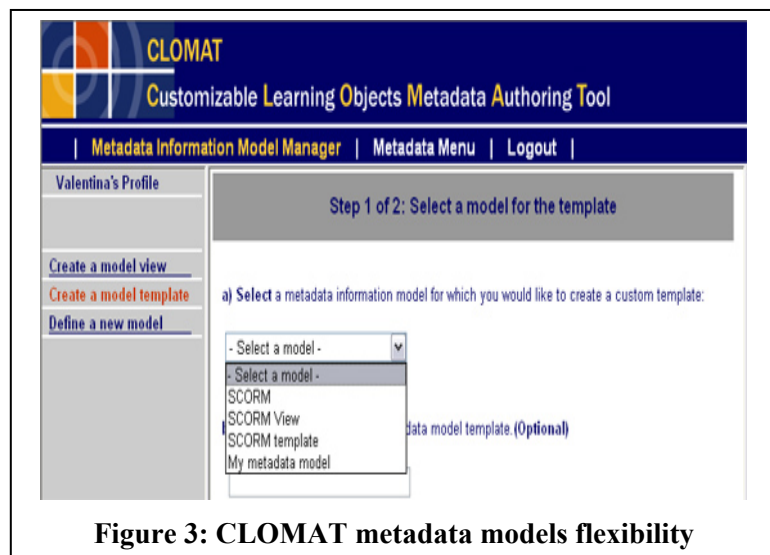 CLOMAT
Customizable Learning Objects Metadata Authoring Tool
| Metadata Information Model Manager | Metadata Menu | Logout |
Valentina's Profile
Create a model view
Create a model template
Define a new model
Step 1 of 2: Select a model for the template
a) Select a metadata information model for which you would like to create a custom template:
- Select a model -
- Select a model -
SCORM
SCORM View
SCORM template
My metadata model
data model template.(Optional)
Figure 3: CLOMAT metadata models flexibility